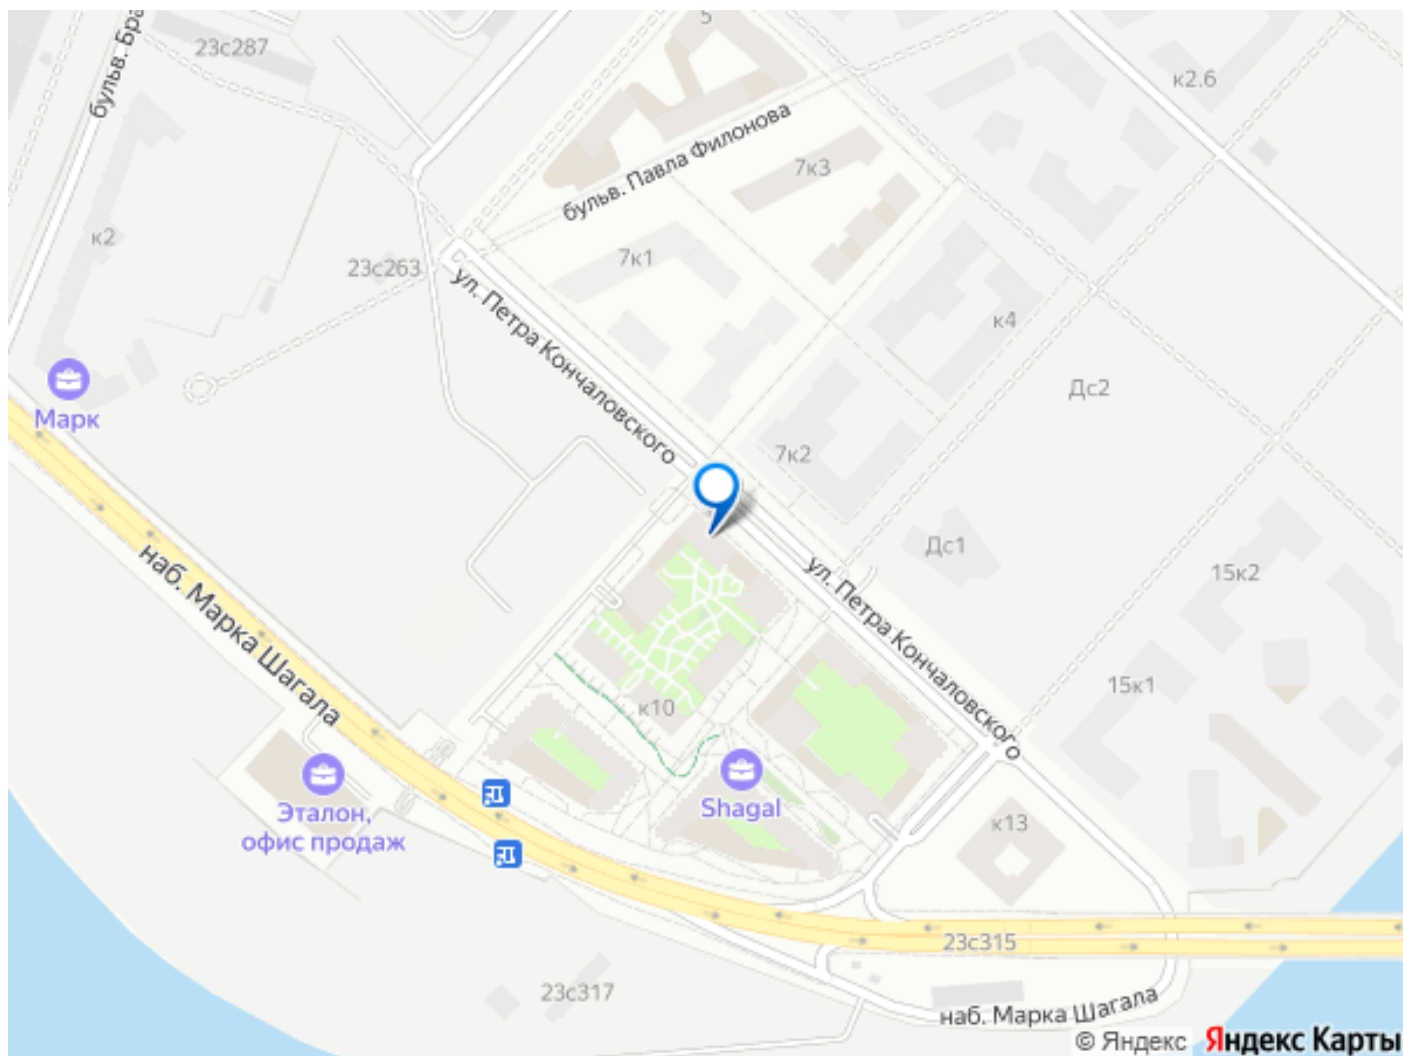 5
23с287
бульв. Бра
к2.6
бульв. Павла Филонова
7к3
к2
23с263
7к1
ул. Петра Кончаловского
к4
Марк
Дс2
7к2
Дс1
наб. Марка Шагала
ул. Петра Кончаловского
15к2
15к1
к10
Shagal
Эталон,
офис продаж
к13
23с315
23с317
наб. Марка Шагала
© Яндекс Яндекс Карты